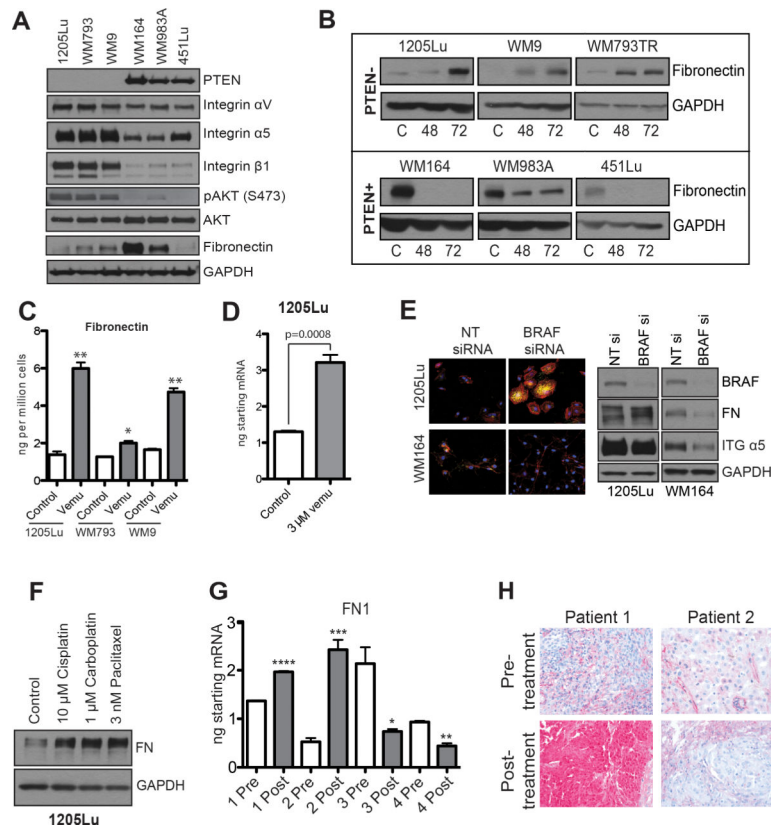 A
1205Lu
WM793
WM9
WM164
WM983A
451Lu
PTEN
Integrin αV
Integrin α5
Integrin β1
pAKT (S473)
AKT
Fibronectin
GAPDH
B
PTEN-
1205Lu WM9 WM793TR
Fibronectin
GAPDH
C 48 72 C 48 72 C 48 72
PTEN+
WM164 WM983A 451Lu
Fibronectin
GAPDH
C 48 72 C 48 72 C 48 72
C
Fibronectin
ng per million cells
8
6
4
2
0
** * **
Control Vemu Control Vemu Control Vemu
1205Lu WM793 WM9
D
1205Lu
p=0.0008
ng starting mRNA
4
3
2
1
0
Control 3 μM vemu
E
NT siRNA BRAF siRNA
1205Lu
WM164
NT si BRAF si NT si BRAF si
BRAF
FN
ITG α5
GAPDH
1205Lu WM164
F
Control
10 μM Cisplatin
1 μM Carboplatin
3 nM Paclitaxel
FN
GAPDH
1205Lu
G
FN1
ng starting mRNA
3
2
1
0
**** *** * **
1 Pre 1 Post 2 Pre 2 Post 3 Pre 3 Post 4 Pre 4 Post
H
Patient 1 Patient 2
Pre-treatment
Post-treatment